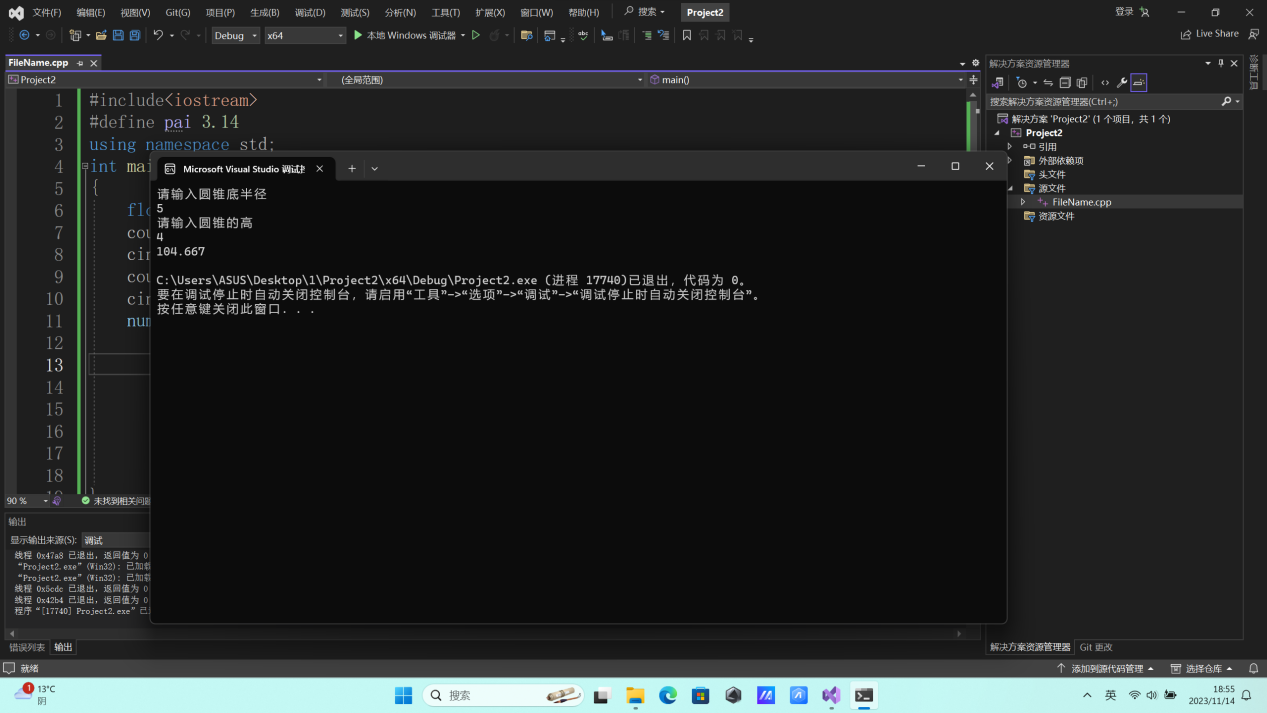 文件(F) 编辑(E) 视图(V) Git(G) 项目(P) 生成(B) 调试(D) 测试(S) 分析(N) 工具(T) 扩展(X) 窗口(W) 帮助(H) 搜索 Project2 登录
Debug x64 本地 Windows 调试器 Live Share
FileName.cpp
解决方案资源管理器
诊断工具
Project2 (全局范围) main()
搜索解决方案资源管理器(Ctrl+;)
解决方案 'Project2' (1 个项目，共 1 个)
Project2
引用
外部依赖项
头文件
源文件
FileName.cpp
资源文件
1 #include<iostream>
2 #define pai 3.14
3 using namespace std;
4 int mai
5 {
6 flo
7 cou
8 cin
9 cou
10 cin
11 num
12
13
14
15
16
17
18
Microsoft Visual Studio 调试
请输入圆锥底半径
5
请输入圆锥的高
4
104.667
C:\Users\ASUS\Desktop\1\Project2\x64\Debug\Project2.exe (进程 17740)已退出，代码为 0。
要在调试停止时自动关闭控制台，请启用“工具”->“选项”->“调试”->“调试停止时自动关闭控制台”。
按任意键关闭此窗口. . .
90 % 未找到相关问题
输出
显示输出来源(S): 调试
线程 0x47a8 已退出，返回值为 0
“Project2.exe”(Win32): 已加载
“Project2.exe”(Win32): 已加载
线程 0x5cdc 已退出，返回值为 0
线程 0x42b4 已退出，返回值为 0
程序“[17740] Project2.exe”已
错误列表 输出
解决方案资源管理器 Git 更改
就绪 添加到源代码管理 选择仓库
1 13°C
阴
搜索
英
18:55
2023/11/14